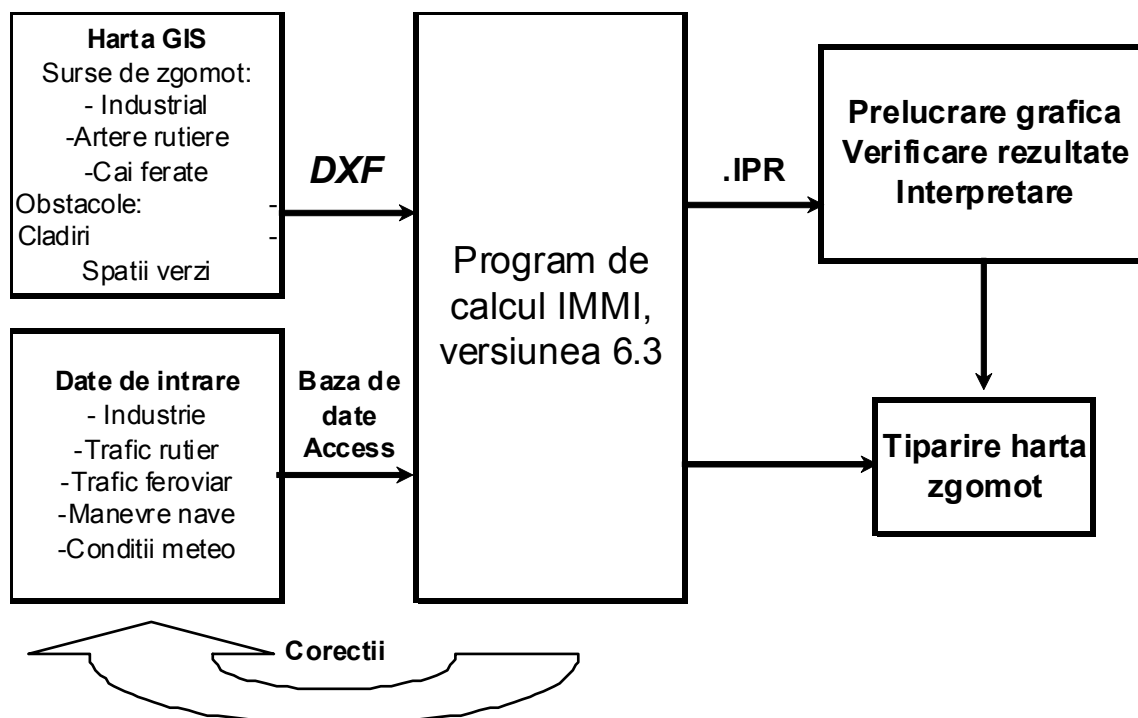 Harta GIS
Surse de zgomot:
- Industrial
-Artere rutiere
-Cai ferate
Obstacole: -
Cladiri -
Spatii verzi
DXF
Date de intrare
- Industrie
-Trafic rutier
-Trafic feroviar
-Manevre nave
-Conditii meteo
Baza de
date
Access
Program de
calcul IMMI,
versiunea 6.3
.IPR
Prelucrare grafica
Verificare rezultate
Interpretare
Tiparire harta
zgomot
Corectii